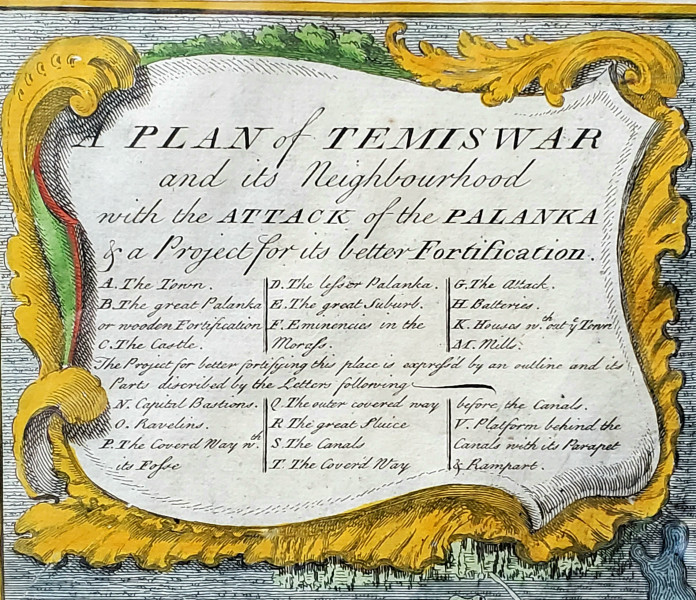 A PLAN of TEMISWAR
and its Neighbourhood
with the ATTACK of the PALANKA
& a Project for its better Fortification.
A. The Town.
B. The great Palanka
or wooden Fortification
C. The Castle.
D. The lesser Palanka.
E. The great Suburb.
F. Eminencies in the
Morass.
G. The Attack.
H. Batteries.
K. Houses wth. out ye Town
M. Mills.
The Project for better fortifying this place is express'd by an outline and its
Parts discribed by the Letters following
N. Capital Bastions.
O. Ravelins.
P. The Coverd Way wth.
its Fosse
Q. The outer covered way
R. The great Sluice
S. The Canals
T. The Cover'd Way
before the Canals.
V. Platform behind the
Canals with its Parapet
& Rampart.